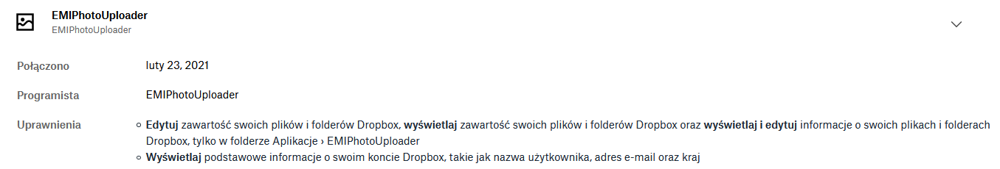 EMIPhotoUploader
EMIPhotoUploader
Połączono luty 23, 2021
Programista EMIPhotoUploader
Uprawnienia Edytuj zawartość swoich plików i folderów Dropbox, wyświetlaj zawartość swoich plików i folderów Dropbox oraz wyświetlaj i edytuj informacje o swoich plikach i folderach
Dropbox, tylko w folderze Aplikacje › EMIPhotoUploader
Wyświetlaj podstawowe informacje o swoim koncie Dropbox, takie jak nazwa użytkownika, adres e-mail oraz kraj